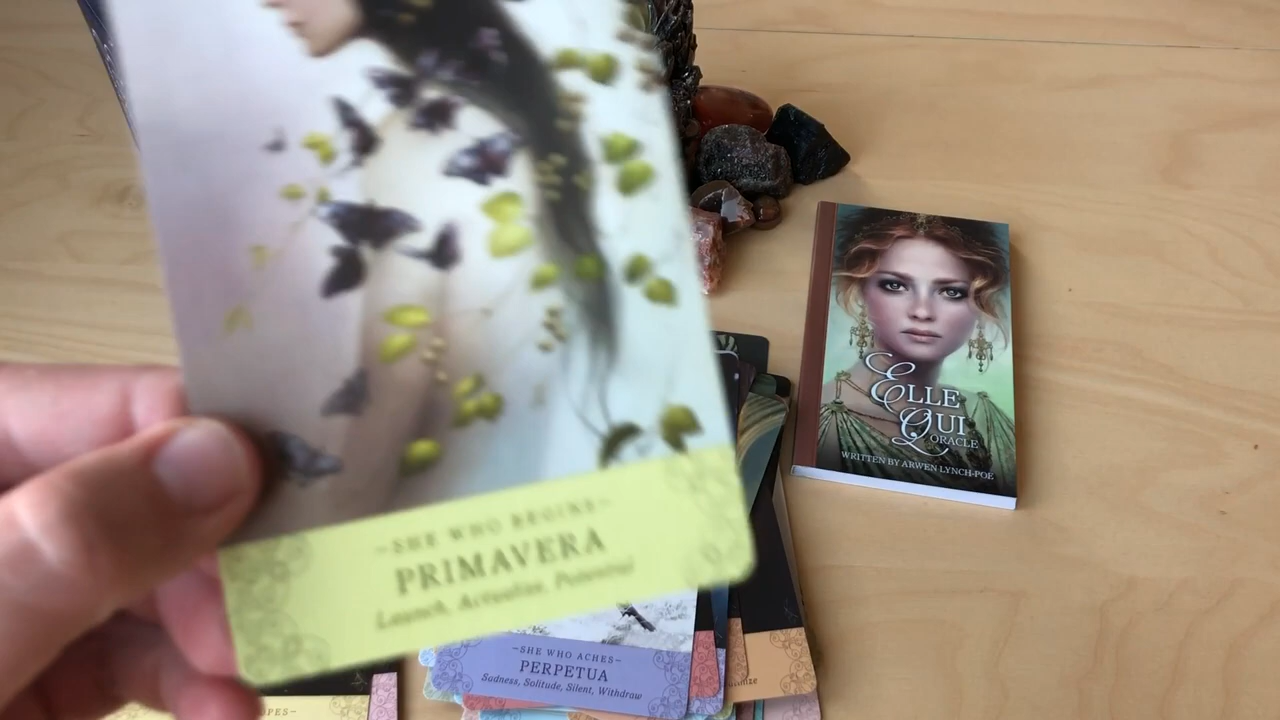 ~SHE WHO BEGINS~
PRIMAVERA
Launch, Actualize, Potential
~SHE WHO ACHES~
PERPETUA
Sadness, Solitude, Silent, Withdraw
ELLE
QUI
ORACLE
WRITTEN BY ARWEN LYNCH-POE